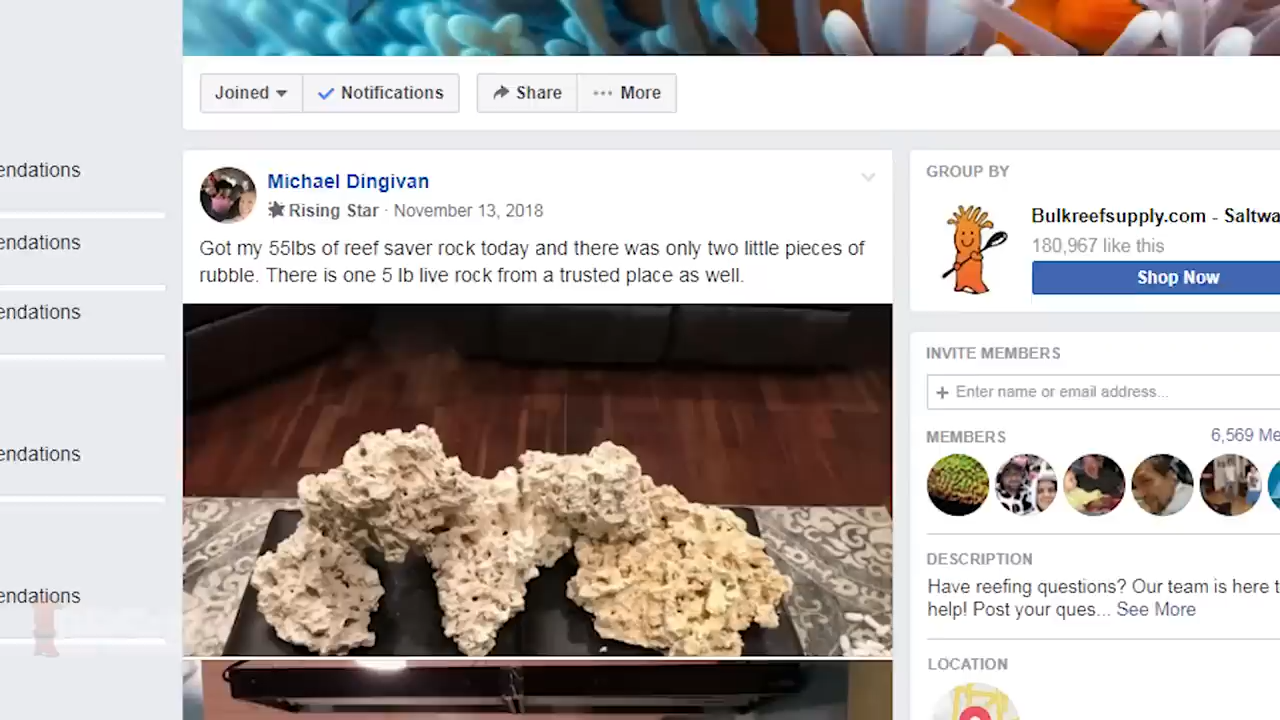 Joined
Notifications
Share
More
endations
endations
endations
endations
endations
Michael Dingivan
Rising Star · November 13, 2018
Got my 55lbs of reef saver rock today and there was only two little pieces of
rubble. There is one 5 lb live rock from a trusted place as well.
GROUP BY
Bulkreefsupply.com - Saltwa
180,967 like this
Shop Now
INVITE MEMBERS
+ Enter name or email address...
MEMBERS
6,569 Me
DESCRIPTION
Have reefing questions? Our team is here t
help! Post your ques... See More
LOCATION